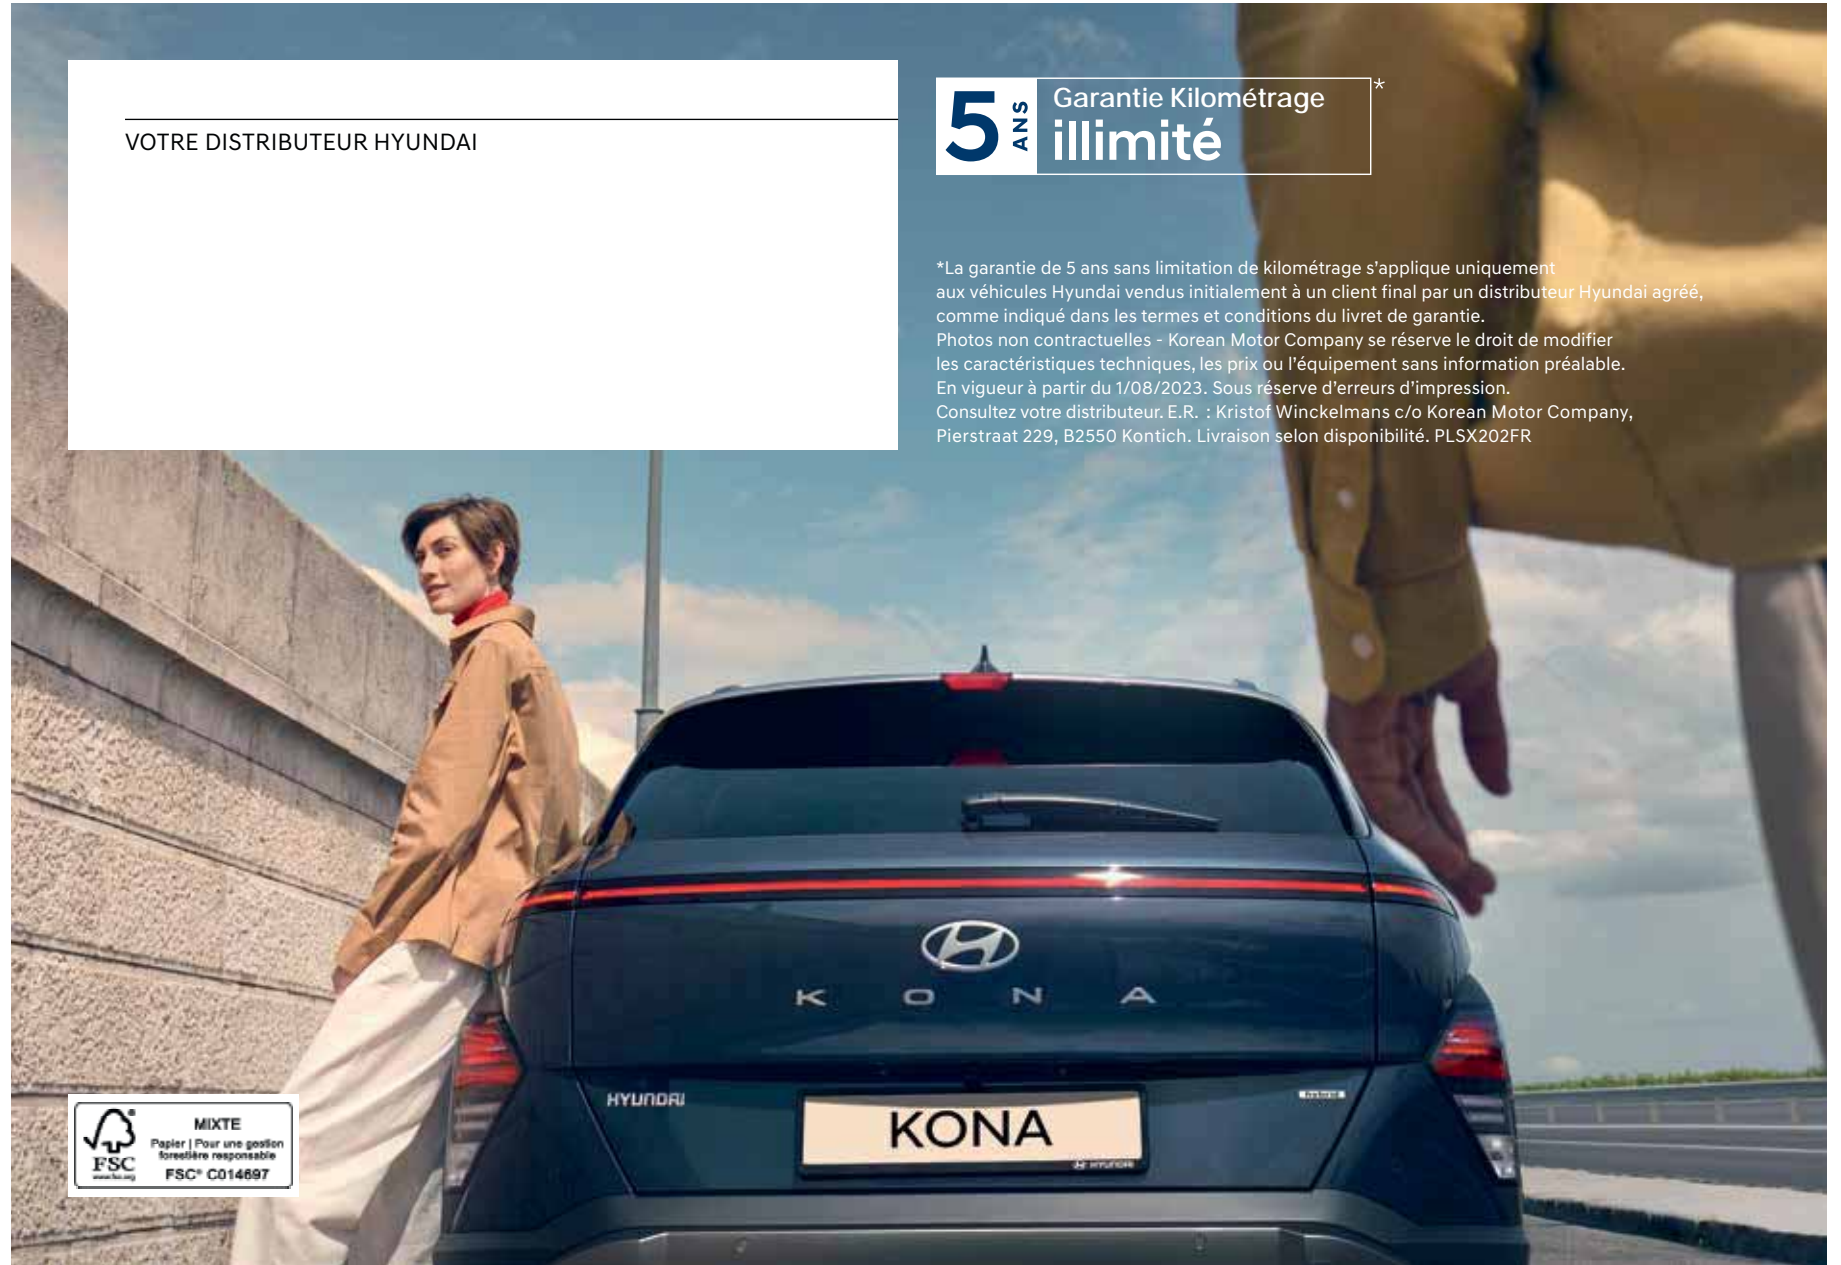 VOTRE DISTRIBUTEUR HYUNDAI
5 ANS
Garantie Kilométrage
illimité
*
*La garantie de 5 ans sans limitation de kilométrage s’applique uniquement
aux véhicules Hyundai vendus initialement à un client final par un distributeur Hyundai agréé,
comme indiqué dans les termes et conditions du livret de garantie.
Photos non contractuelles - Korean Motor Company se réserve le droit de modifier
les caractéristiques techniques, les prix ou l’équipement sans information préalable.
En vigueur à partir du 1/08/2023. Sous réserve d’erreurs d’impression.
Consultez votre distributeur. E.R. : Kristof Winckelmans c/o Korean Motor Company,
Pierstraat 229, B2550 Kontich. Livraison selon disponibilité. PLSX202FR
KONA
HYUNDAI
KONA
HYUNDAI
FSC
www.fsc.org
MIXTE
Papier | Pour une gestion
forestière responsable
FSC® C014697